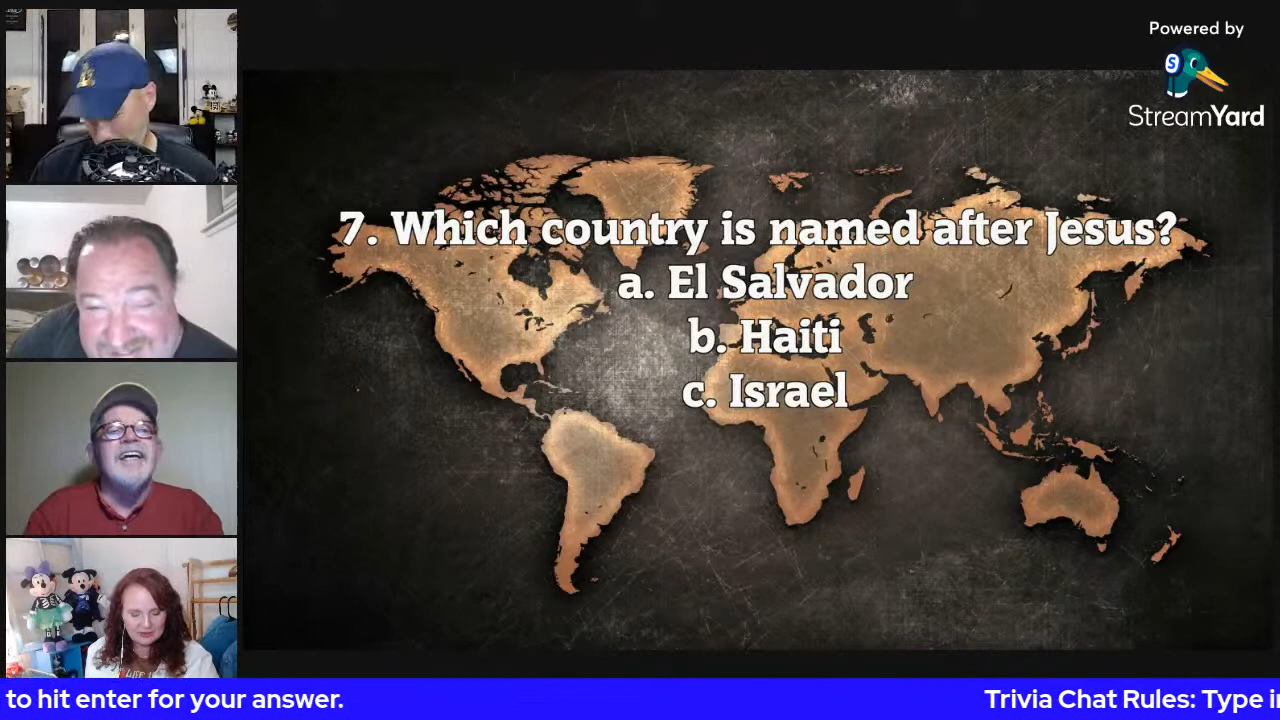 Powered by
StreamYard
7. Which country is named after Jesus?
a. El Salvador
b. Haiti
c. Israel
to hit enter for your answer.
Trivia Chat Rules: Type